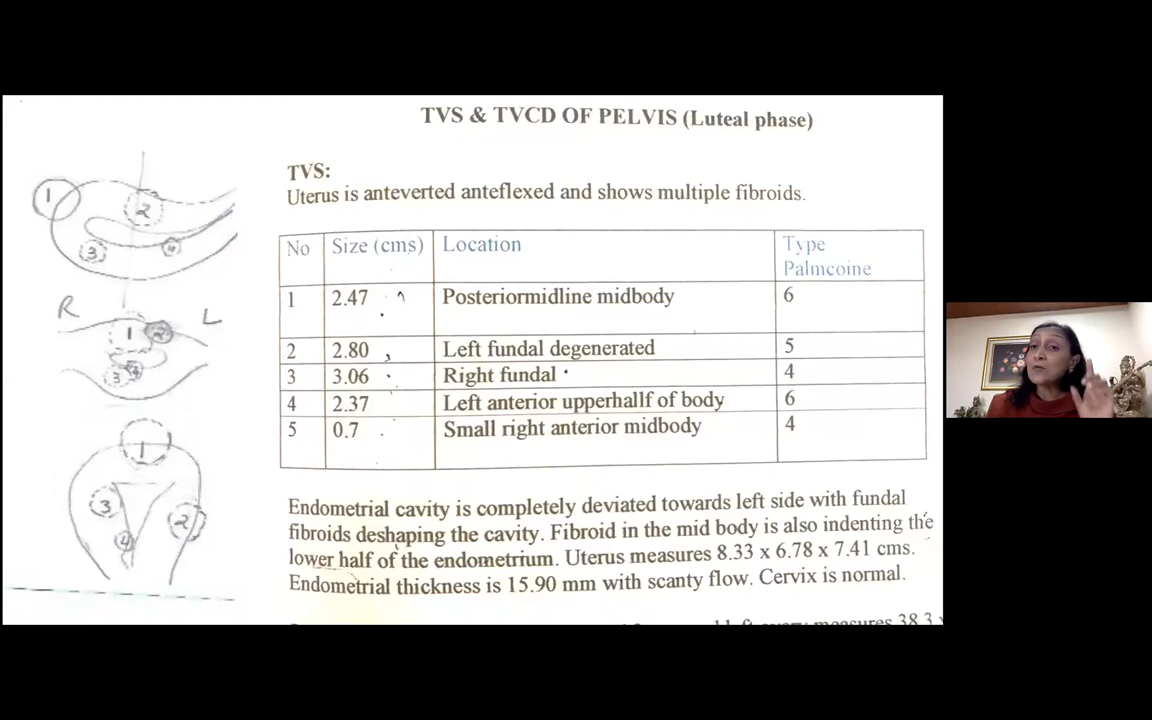 TVS & TVCD OF PELVIS (Luteal phase)
TVS:
Uterus is anteverted anteflexed and shows multiple fibroids.
No Size (cms) Location Type Palmcoine
1 2.47 Posteriormidline midbody 6
2 2.80 Left fundal degenerated 5
3 3.06 Right fundal 4
4 2.37 Left anterior upperhallf of body 6
5 0.7 Small right anterior midbody 4
Endometrial cavity is completely deviated towards left side with fundal
fibroids deshaping the cavity. Fibroid in the mid body is also indenting the
lower half of the endometrium. Uterus measures 8.33 x 6.78 x 7.41 cms.
Endometrial thickness is 15.90 mm with scanty flow. Cervix is normal.
measures 38.3
1
2
3
4
R L
1
3
1
3
2
4